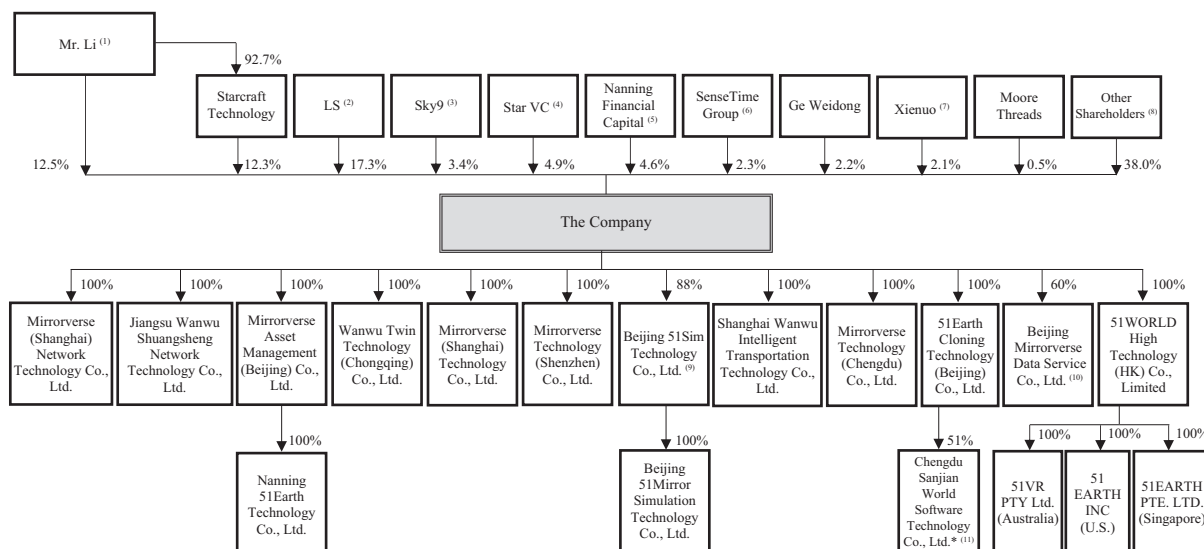 Mr. Li (1)
92.7%
Starcraft
Technology
LS (2)
Sky9 (3)
Star VC (4)
Nanning
Financial
Capital
(5)
SenseTime
Group (6)
Ge Weidong
Xienuo (7)
Moore
Threads
Other
Shareholders (8)
12.5%
12.3%
17.3%
3.4%
4.9%
4.6%
2.3%
2.2%
2.1%
0.5%
38.0%
The Company
100%
100%
100%
100%
100%
100%
88%
100%
100%
100%
60%
100%
Mirrorverse
(Shanghai)
Network
Technology Co.,
Ltd.
Jiangsu Wanwu
Shuangsheng
Network
Technology Co.,
Ltd.
Mirrorverse
Asset
Management
(Beijing) Co.,
Ltd.
Wanwu Twin
Technology
(Chongqing)
Co., Ltd.
Mirrorverse
(Shanghai)
Technology
Co., Ltd.
Mirrorverse
Technology
(Shenzhen)
Co., Ltd.
Beijing 51Sim
Technology
Co., Ltd. (9)
Shanghai Wanwu
Intelligent
Transportation
Technology Co., Ltd.
Mirrorverse
Technology
(Chengdu)
Co., Ltd.
51Earth
Cloning
Technology
(Beijing)
Co., Ltd.
Beijing
Mirrorverse
Data Service
Co., Ltd. (10)
51WORLD
High
Technology
(HK) Co.,
Limited
100%
100%
51%
100%
100%
100%
Nanning
51Earth
Technology
Co., Ltd.
Beijing
51Mirror
Simulation
Technology
Co., Ltd.
Chengdu
Sanjian
World
Software
Technology
Co., Ltd.* (11)
51VR
PTY Ltd.
(Australia)
51
EARTH
INC
(U.S.)
51EARTH
PTE. LTD.
(Singapore)